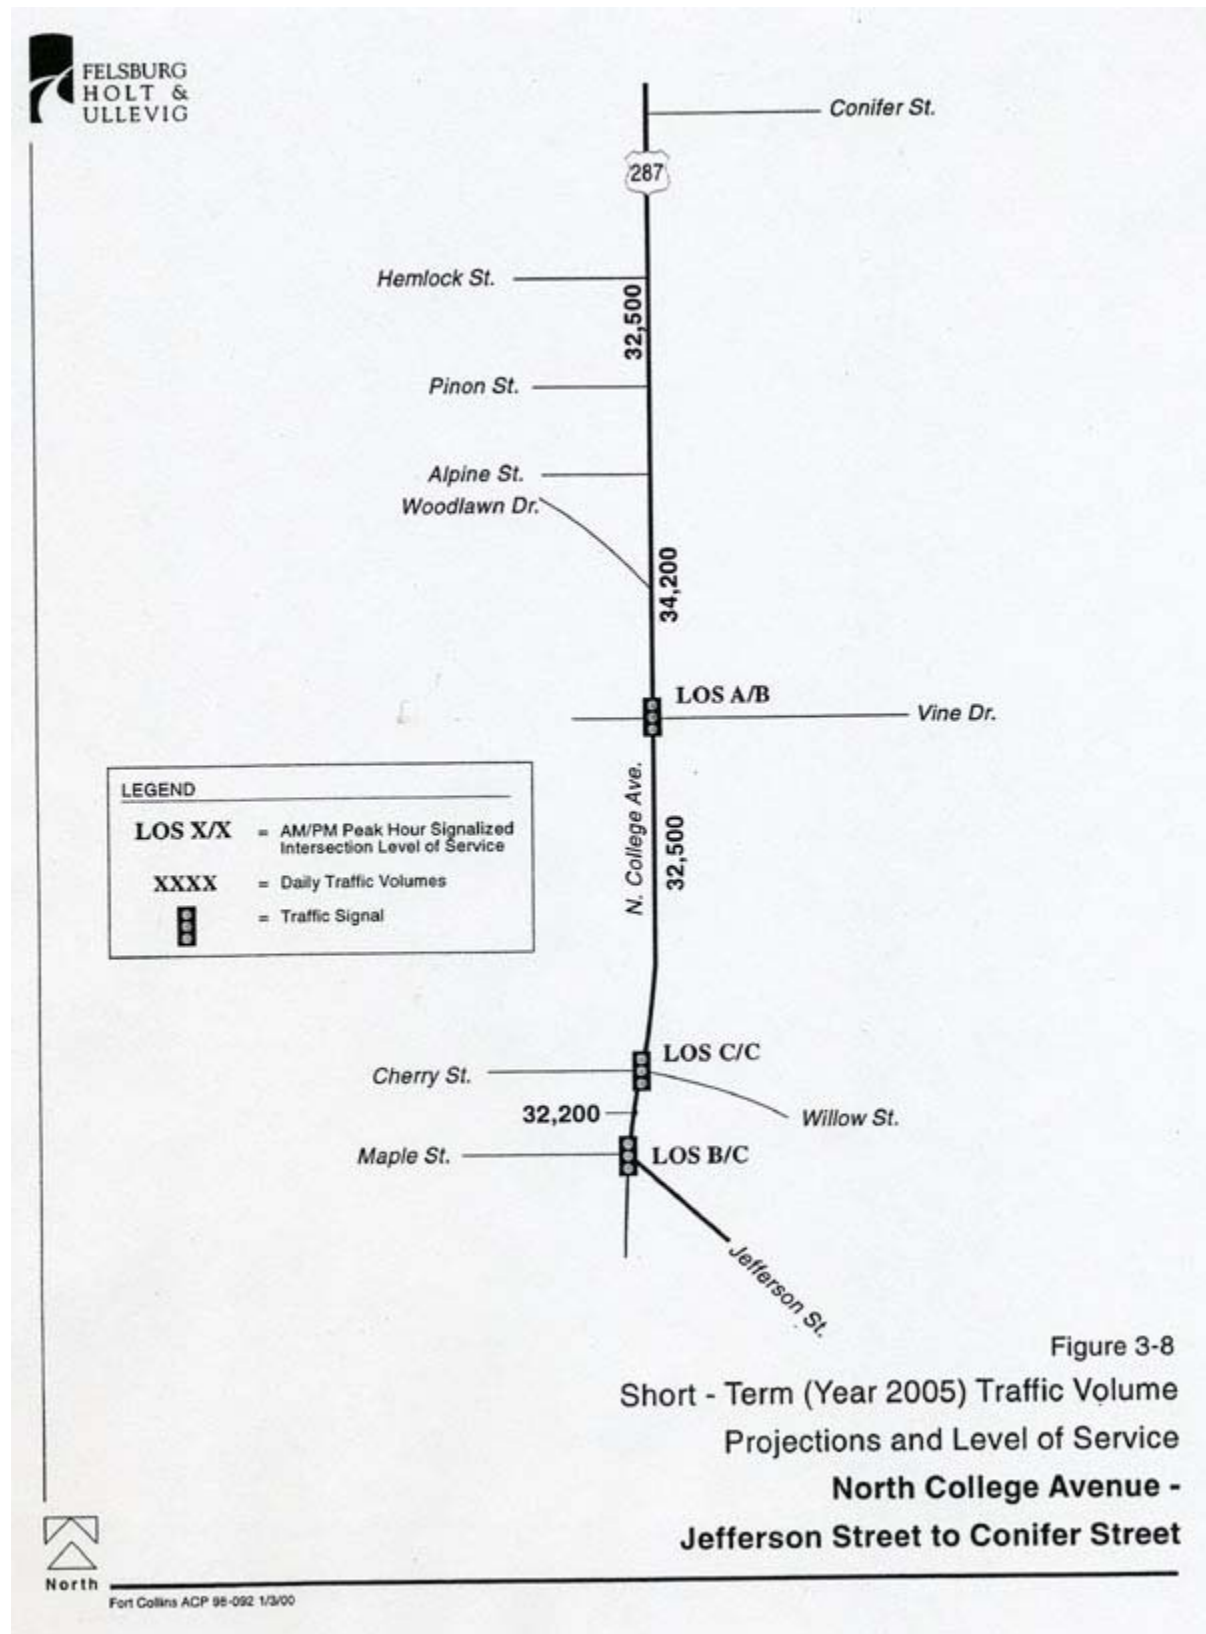 FELSBURG
HOLT &
ULLEVIG
Conifer St.
287
Hemlock St.
32,500
Pinon St.
Alpine St.
Woodlawn Dr.
34,200
LOS A/B
Vine Dr.
N. College Ave.
32,500
LEGEND
LOS X/X = AM/PM Peak Hour Signalized
Intersection Level of Service
XXXX = Daily Traffic Volumes
= Traffic Signal
LOS C/C
Cherry St.
Willow St.
32,200
Maple St.
LOS B/C
Jefferson St.
Figure 3-8
Short - Term (Year 2005) Traffic Volume
Projections and Level of Service
North College Avenue -
Jefferson Street to Conifer Street
North
Fort Collins ACP 98-092 1/3/00